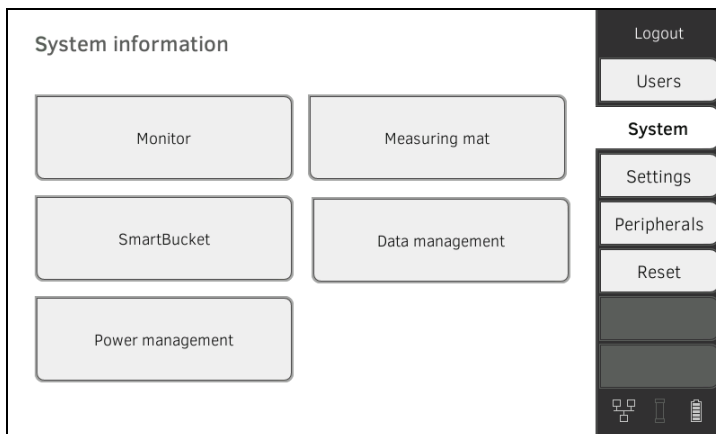 System information
Monitor
Measuring mat
SmartBucket
Data management
Power management
Logout
Users
System
Settings
Peripherals
Reset